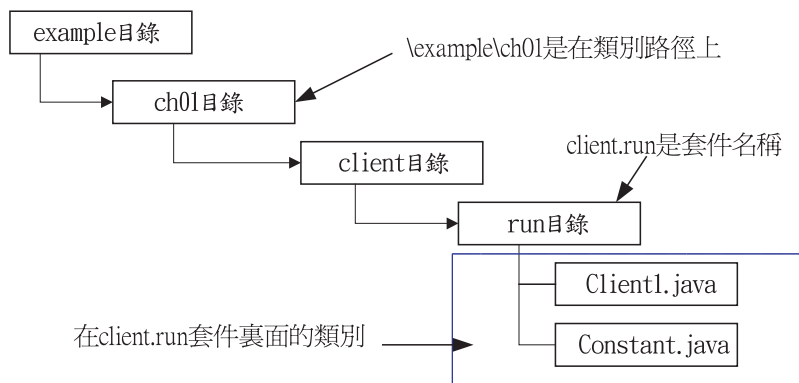 example目錄
\example\ch01是在類別路徑上
ch01目錄
client目錄
client.run是套件名稱
run目錄
Client1.java
在client.run套件裏面的類別
Constant.java